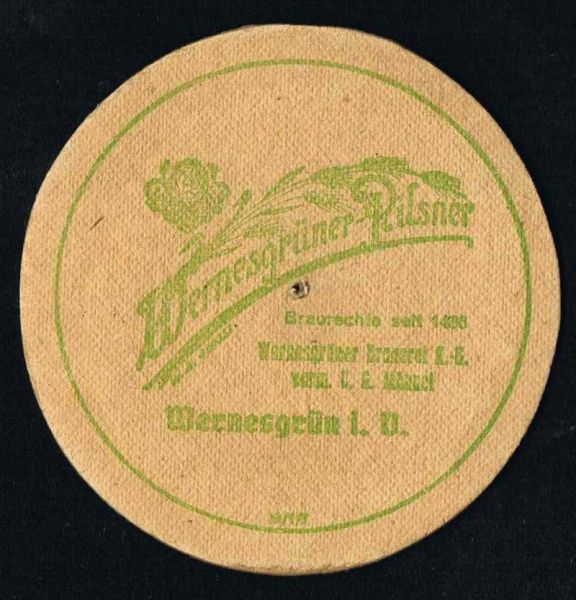 Wernesgrüner-Pilsner
Braurechte seit 1436
Wernesgrüner Brauerei A.-G.
vorm. C. G. Männel
Wernesgrün i. V.